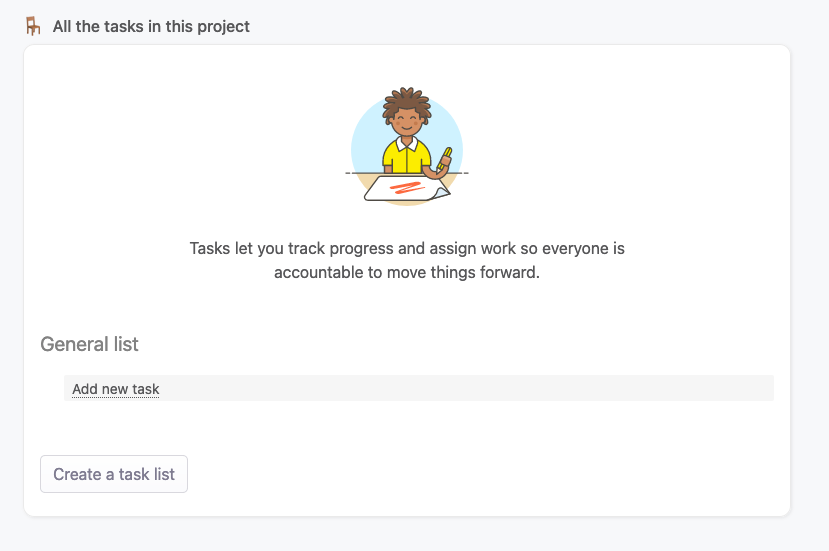 All the tasks in this project
Tasks let you track progress and assign work so everyone is
accountable to move things forward.
General list
Add new task
Create a task list